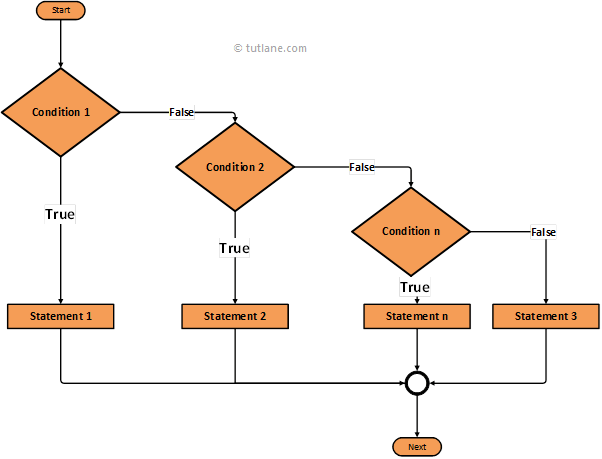 Start
© tutlane.com
Condition 1
False
Condition 2
False
Condition n
False
True
True
True
Statement 1
Statement 2
Statement n
Statement 3
Next